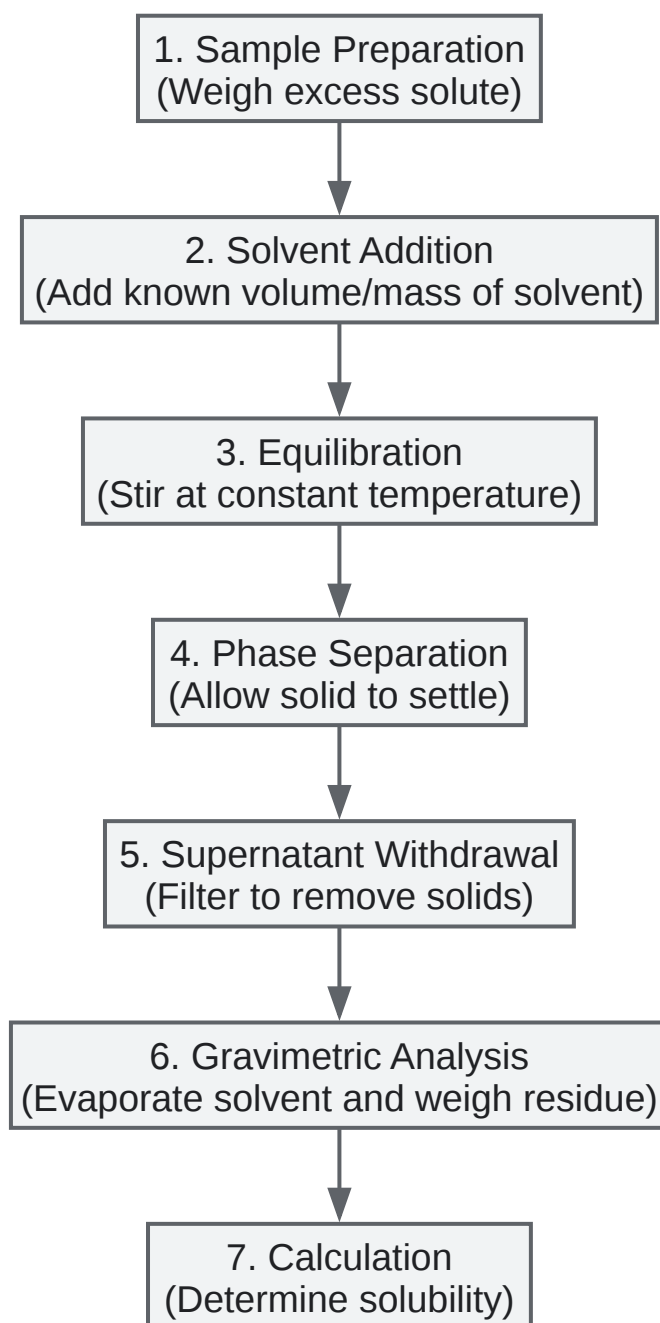 1. Sample Preparation
(Weigh excess solute)
2. Solvent Addition
(Add known volume/mass of solvent)
3. Equilibration
(Stir at constant temperature)
4. Phase Separation
(Allow solid to settle)
5. Supernatant Withdrawal
(Filter to remove solids)
6. Gravimetric Analysis
(Evaporate solvent and weigh residue)
7. Calculation
(Determine solubility)